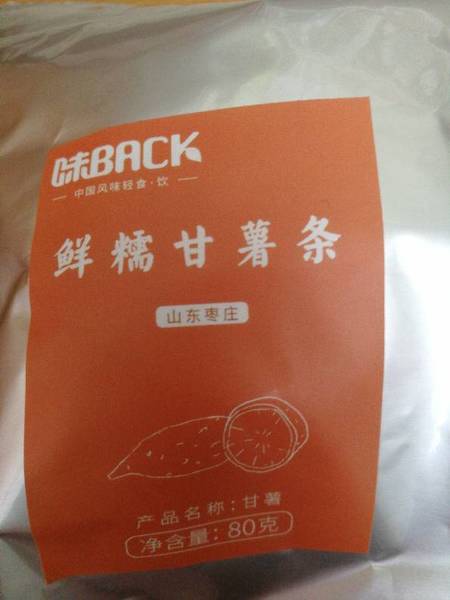 味BACK
中国风味轻食·饮
鲜糯甘薯条
山东枣庄
产品名称:甘薯
净含量:80克